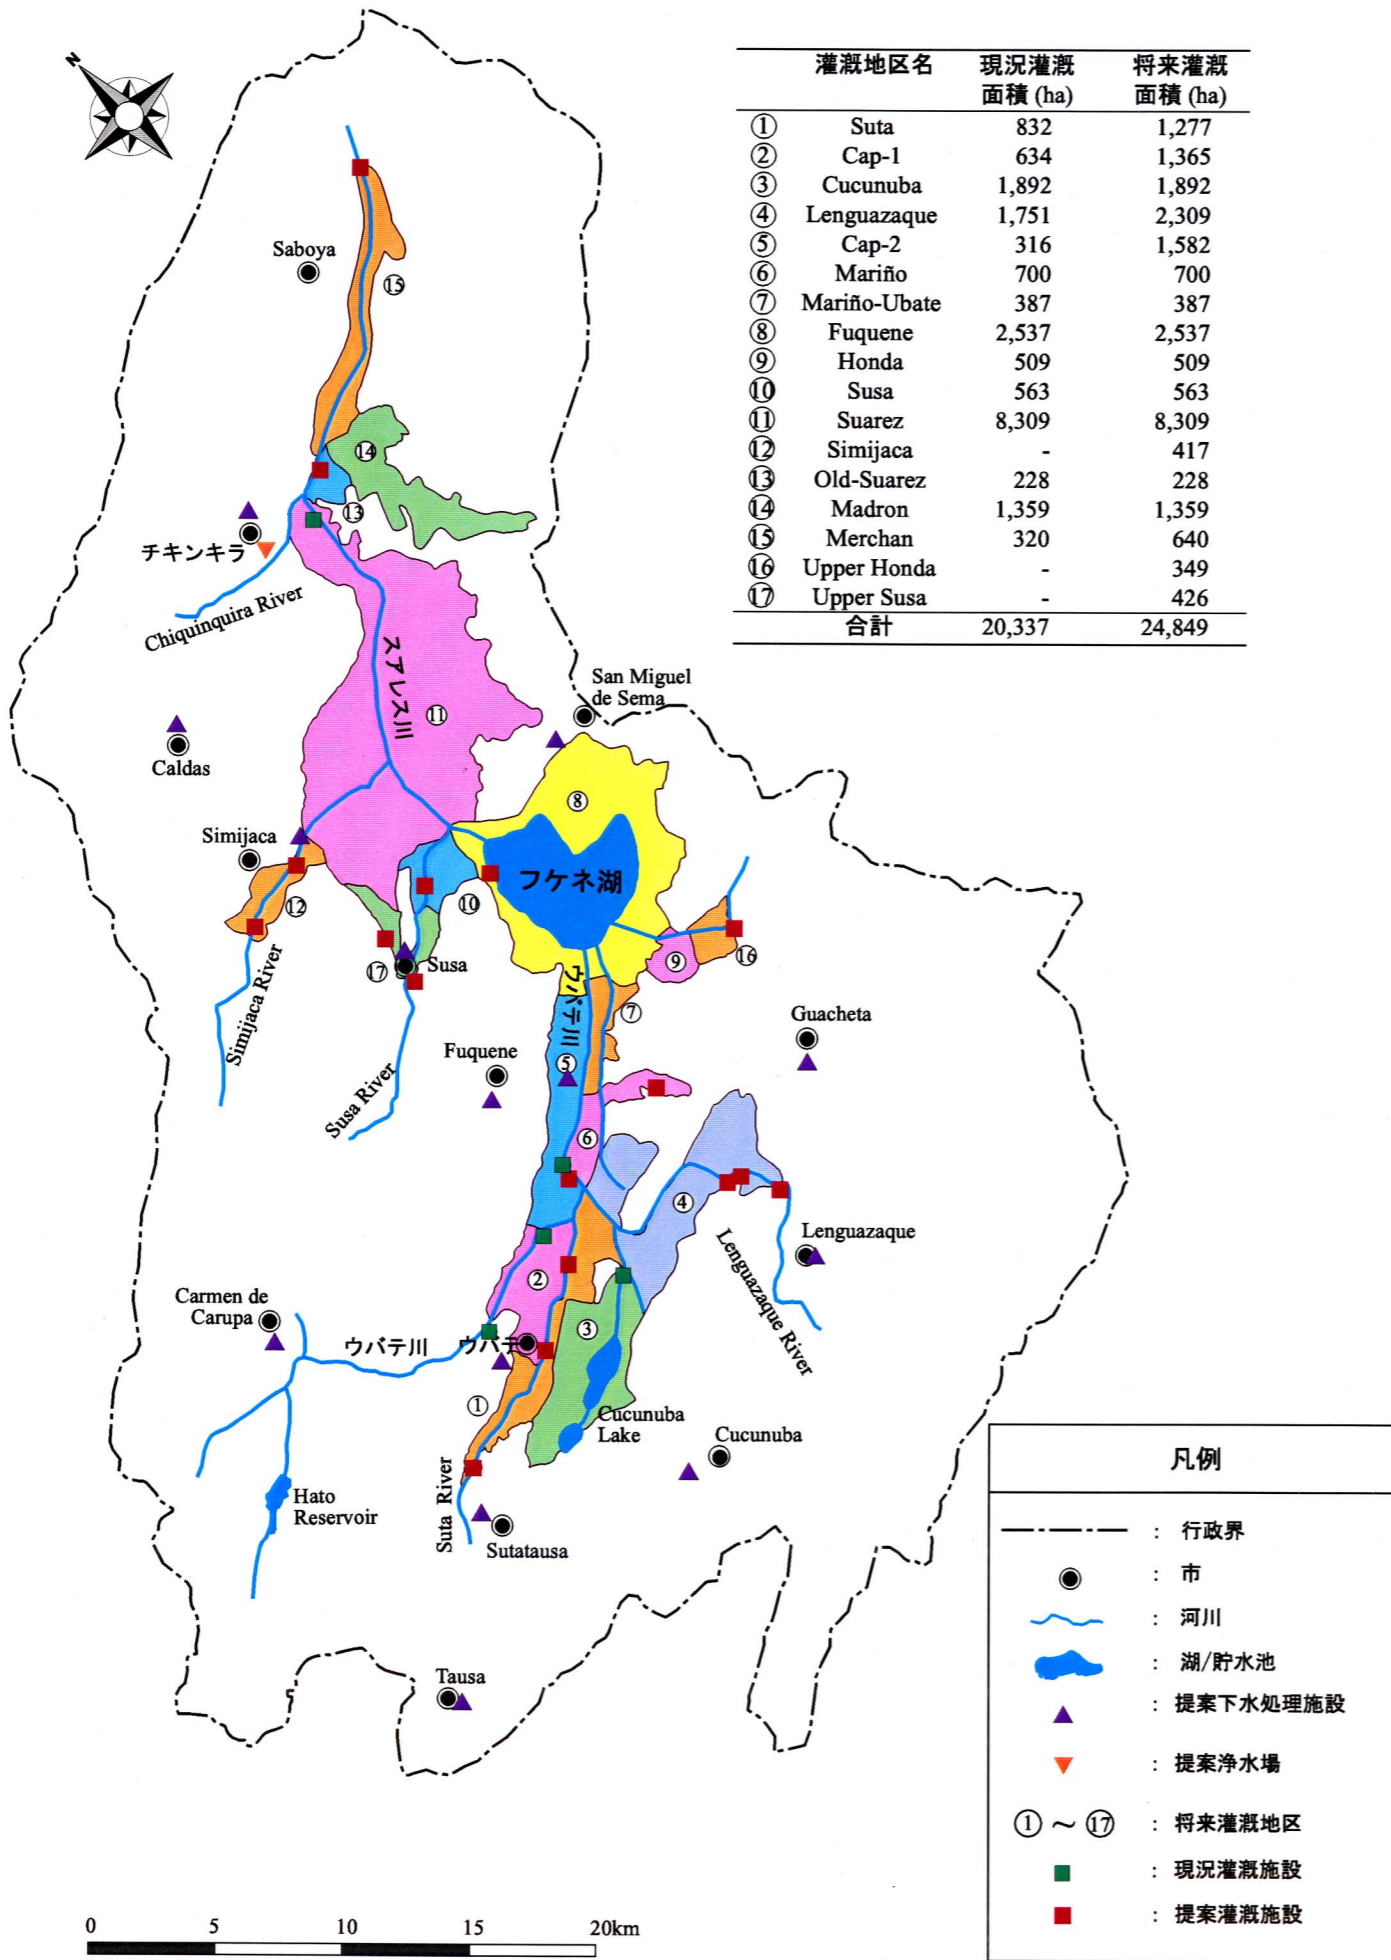 N
灌漑地区名 現況灌漑 将来灌漑
面積 (ha) 面積 (ha)
① Suta 832 1,277
② Cap-1 634 1,365
③ Cucunuba 1,892 1,892
④ Lenguazaque 1,751 2,309
⑤ Cap-2 316 1,582
⑥ Mariño 700 700
⑦ Mariño-Ubate 387 387
⑧ Fuquene 2,537 2,537
⑨ Honda 509 509
⑩ Susa 563 563
⑪ Suarez 8,309 8,309
⑫ Simijaca - 417
⑬ Old-Suarez 228 228
⑭ Madron 1,359 1,359
⑮ Merchan 320 640
⑯ Upper Honda - 349
⑰ Upper Susa - 426
合計 20,337 24,849
Saboya
⑮
⑭
⑬
チキンキラ
Chiquinquira River
スアレス川
San Miguel
de Sema
⑪
Caldas
⑧
Simijaca
フケネ湖
⑫
⑩
⑨
⑯
⑰
Susa
Simijaca River
ウバテ川
⑦
Guacheta
Fuquene
⑤
Susa River
⑥
④
Lenguazaque
Lenguazaque River
②
Carmen de
Carupa
ウバテ川
ウバテ
③
①
Cucunuba
Lake
Cucunuba
Hato
Reservoir
Suta River
Sutatausa
Tausa
凡例
: 行政界
: 市
: 河川
: 湖/貯水池
: 提案下水処理施設
: 提案浄水場
① ～ ⑰ : 将来灌漑地区
: 現況灌漑施設
: 提案灌漑施設
0 5 10 15 20km